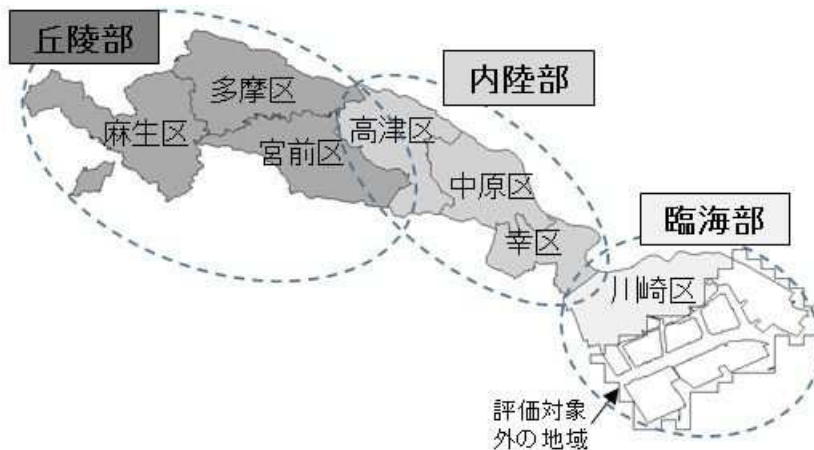 丘陵部
内陸部
多摩区
麻生区
高津区
宮前区
中原区
臨海部
幸区
川崎区
評価対象
外の地域